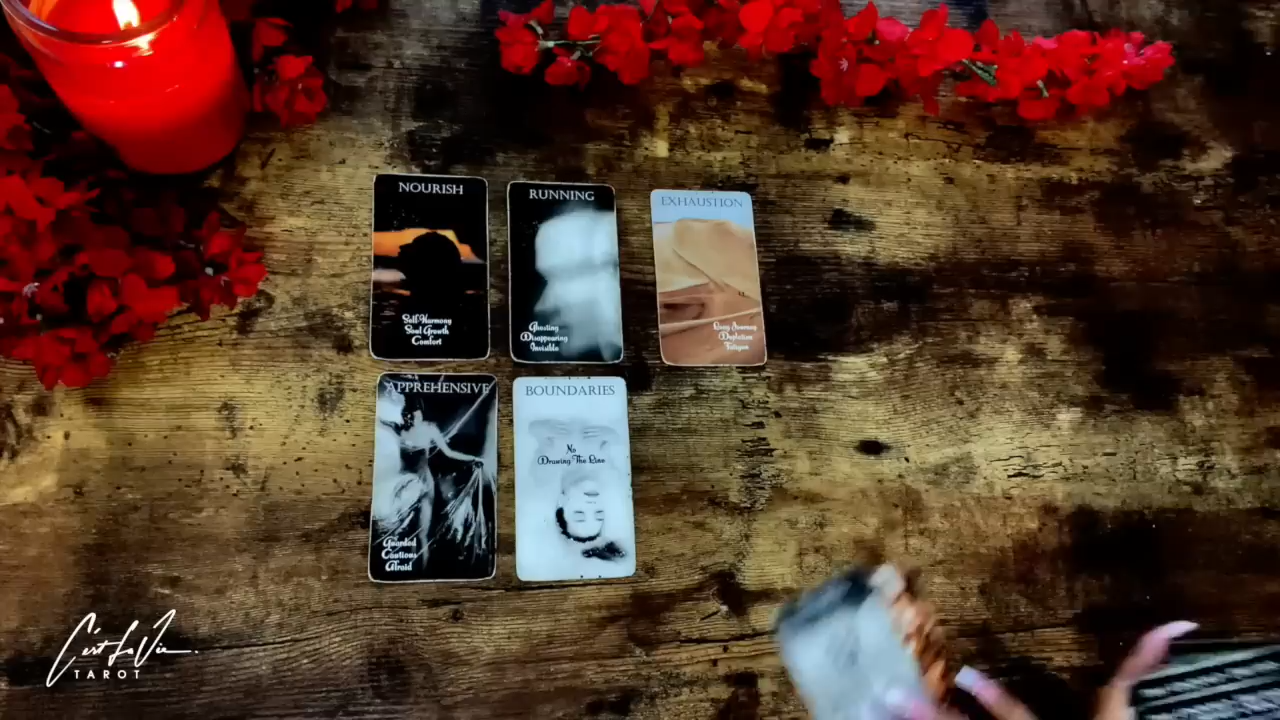 NOURISH
Self-Harmony
Soul Growth
Comfort
RUNNING
Ghosting
Disappearing
Invisible
EXHAUSTION
Long Journey
Depletion
Fatigue
APPREHENSIVE
Guarded
Cautious
Afraid
BOUNDARIES
No
Drawing The Line
C'est La Vie
TAROT